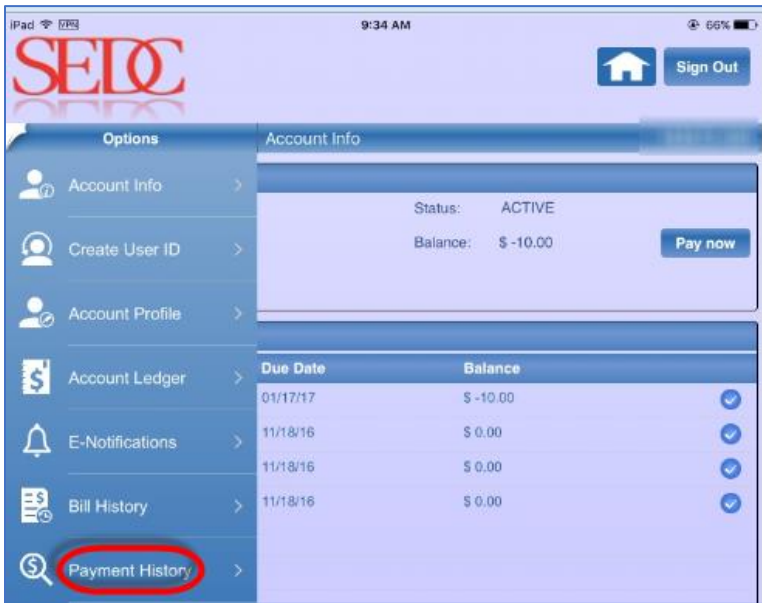 iPad VPN 9:34 AM 66%
SEDC
Sign Out
Options Account Info
Account Info
Status: ACTIVE
Create User ID
Balance: $ -10.00 Pay now
Account Profile
Account Ledger
Due Date Balance
01/17/17 $ -10.00
E-Notifications
11/18/16 $ 0.00
11/18/16 $ 0.00
Bill History
11/18/16 $ 0.00
Payment History